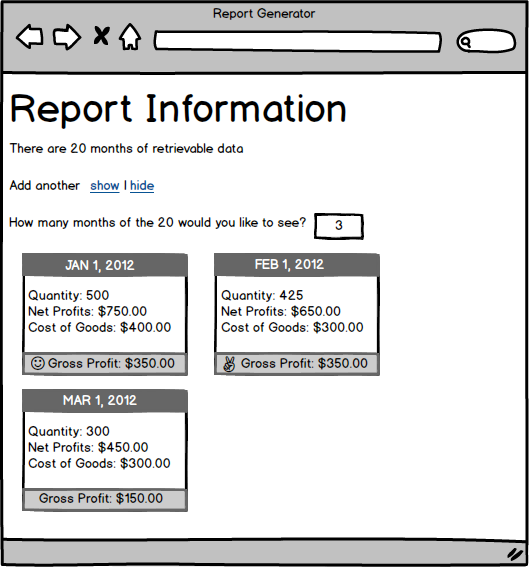 Report Generator
Report Information
There are 20 months of retrievable data
Add another show | hide
How many months of the 20 would you like to see? 3
JAN 1, 2012
Quantity: 500
Net Profits: $750.00
Cost of Goods: $400.00
Gross Profit: $350.00
FEB 1, 2012
Quantity: 425
Net Profits: $650.00
Cost of Goods: $300.00
Gross Profit: $350.00
MAR 1, 2012
Quantity: 300
Net Profits: $450.00
Cost of Goods: $300.00
Gross Profit: $150.00